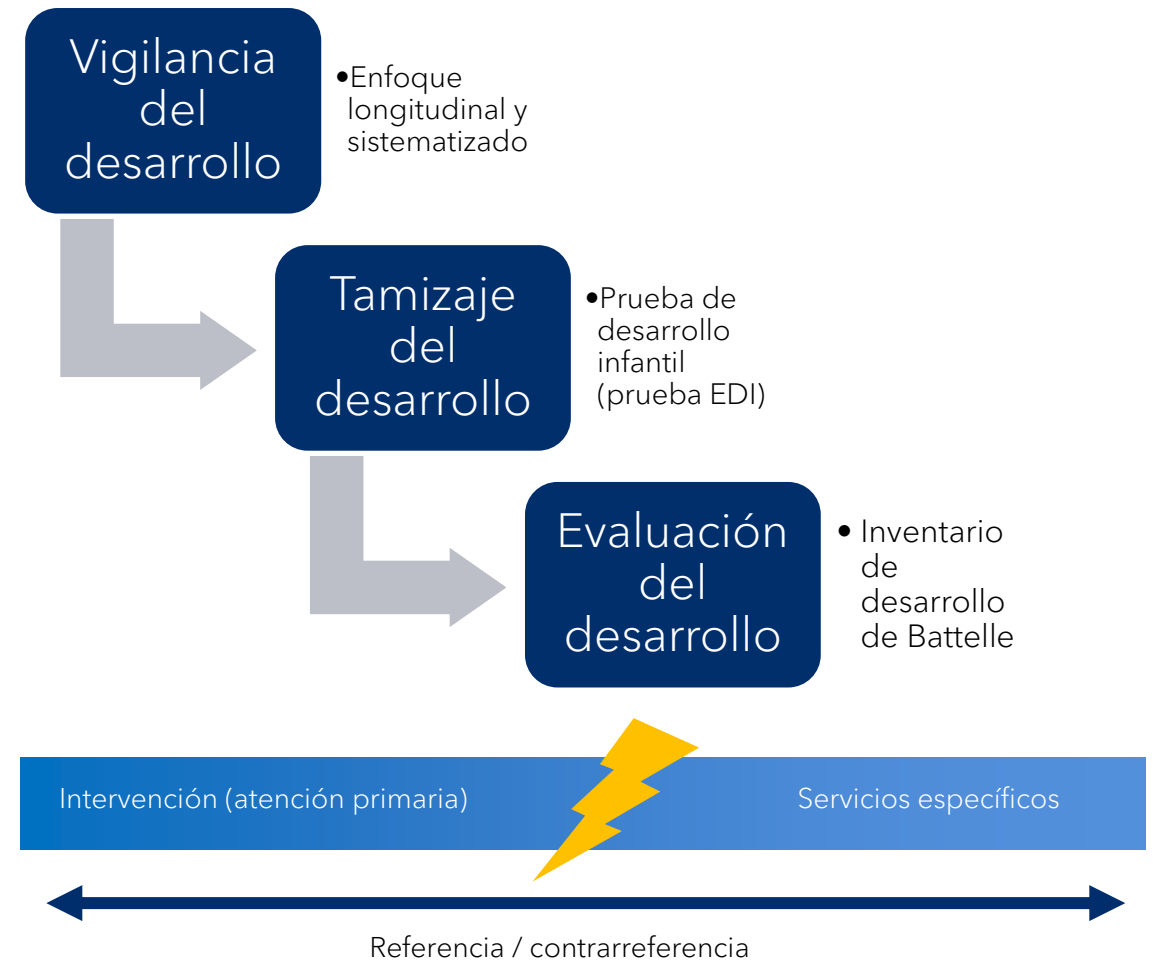 Vigilancia
del
desarrollo
•Enfoque
longitudinal y
sistematizado
Tamizaje
del
desarrollo
•Prueba de
desarrollo
infantil
(prueba EDI)
Evaluación
del
desarrollo
• Inventario
de
desarrollo
de Battelle
Intervención (atención primaria)
Servicios específicos
Referencia / contrarreferencia